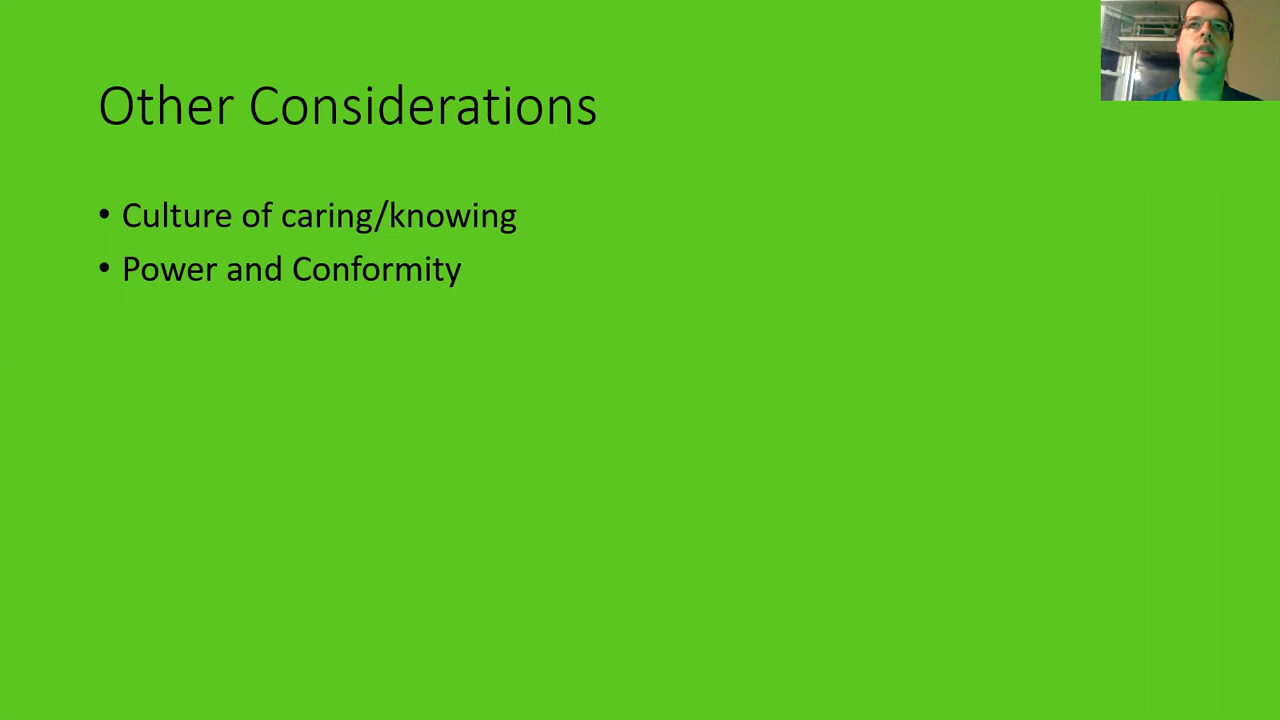 Other Considerations
• Culture of caring/knowing
• Power and Conformity